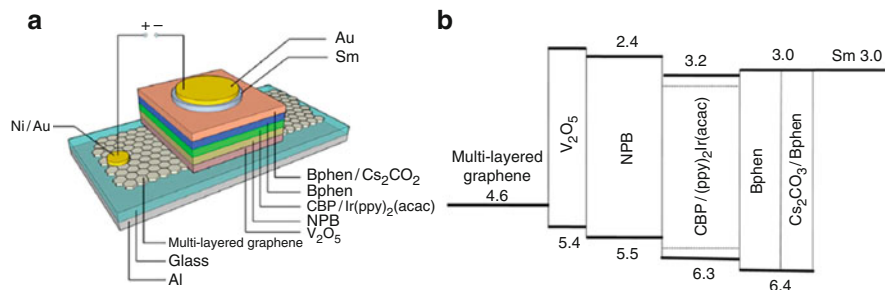 a
+ −
Au
Sm
Ni/Au
Bphen/Cs₂CO₂
Bphen
CBP/Ir(ppy)₂(acac)
NPB
V₂O₅
Multi-layered graphene
Glass
Al
b
2.4
3.2
3.0
Sm 3.0
Multi-layered
graphene
4.6
V₂O₅
NPB
CBP/(ppy)₂Ir(acac)
Bphen
Cs₂CO₃/Bphen
5.4
5.5
6.3
6.4